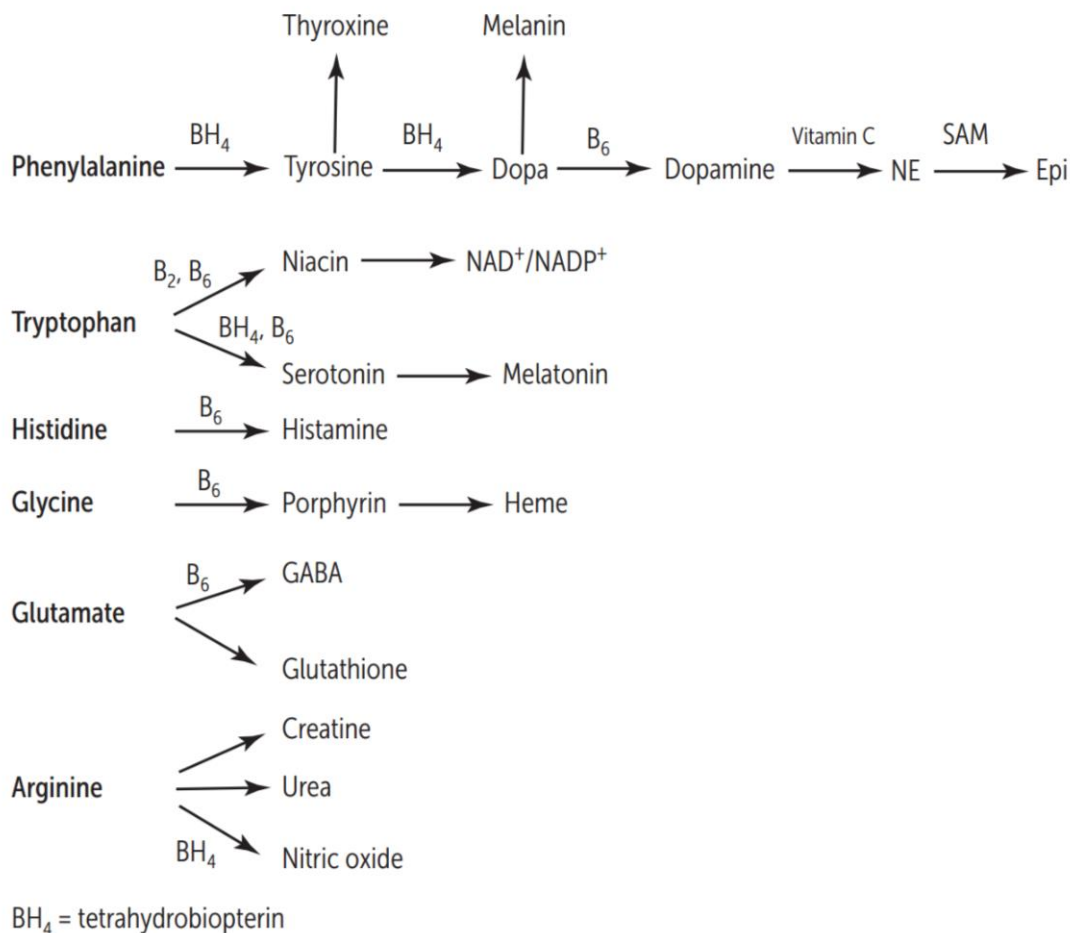 Thyroxine Melanin
BH₄ BH₄ B₆ Vitamin C SAM
Phenylalanine Tyrosine Dopa Dopamine NE Epi
B₂, B₆ Niacin NAD⁺/NADP⁺
Tryptophan
BH₄, B₆
Serotonin Melatonin
B₆
Histidine Histamine
B₆
Glycine Porphyrin Heme
B₆ GABA
Glutamate
Glutathione
Creatine
Arginine Urea
BH₄ Nitric oxide
BH₄ = tetrahydrobiopterin